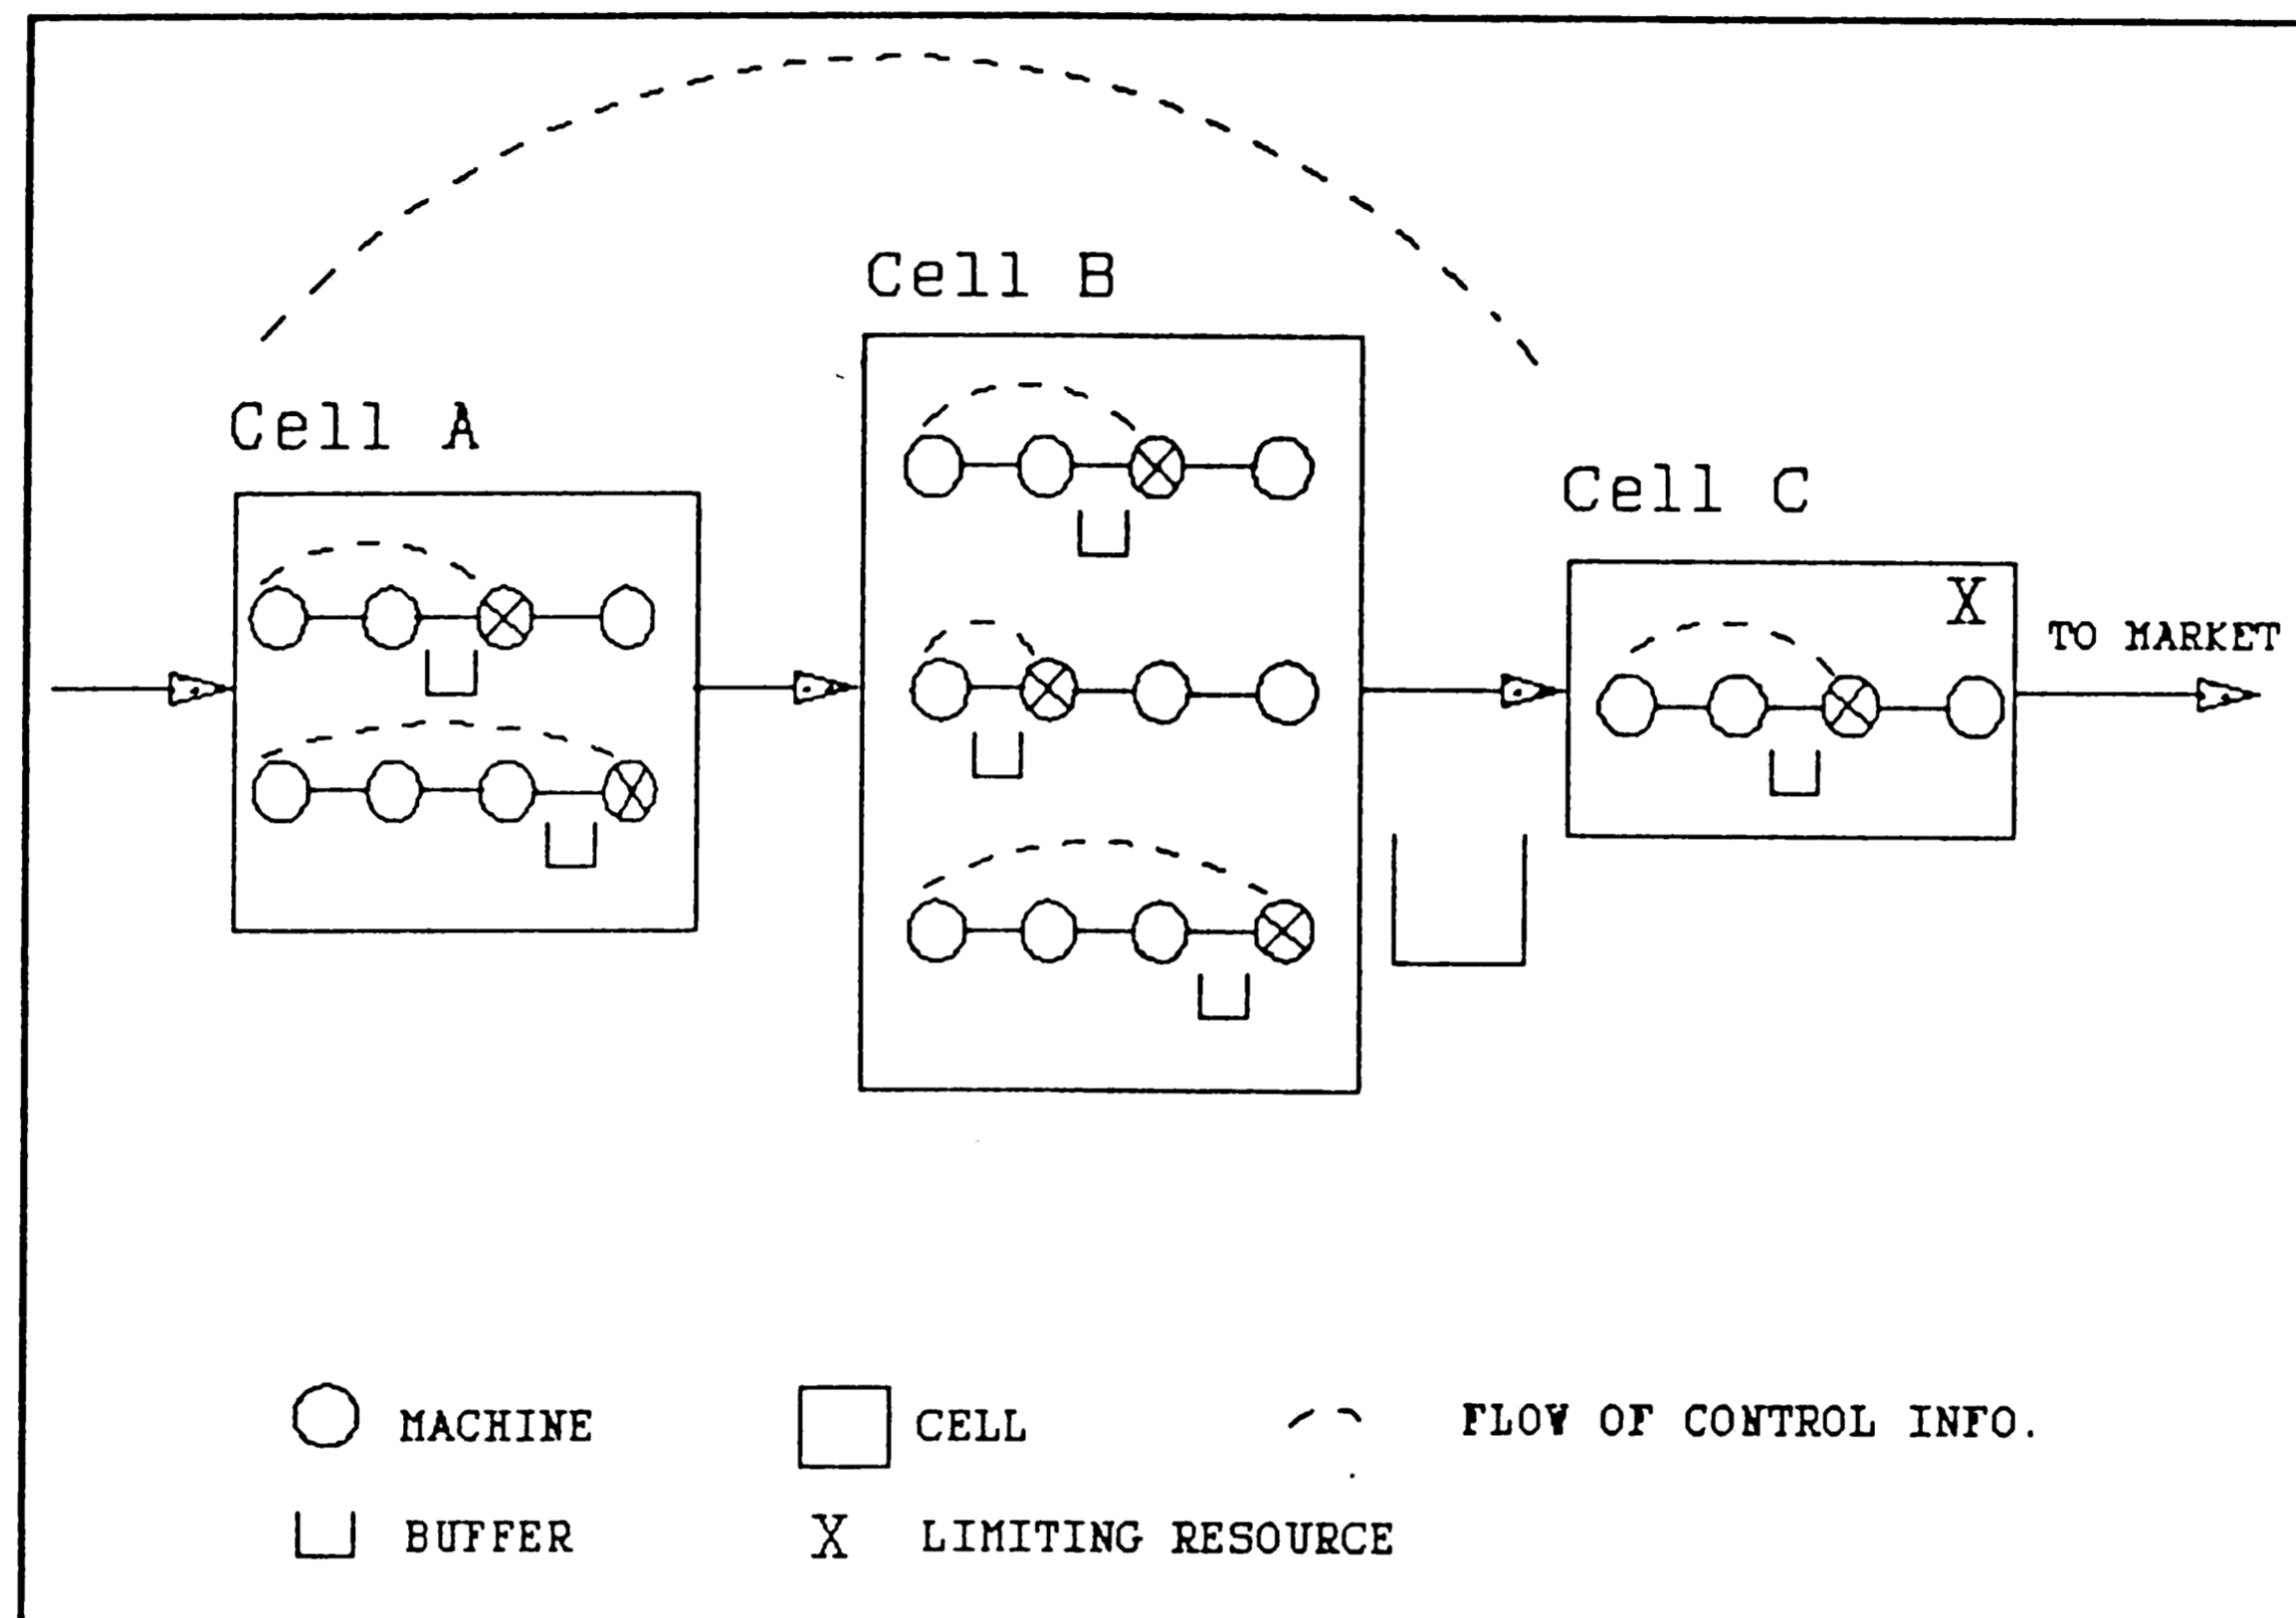 Cell B
Cell A
Cell C
X
TO MARKET
MACHINE
CELL
FLOW OF CONTROL INFO.
BUFFER
X LIMITING RESOURCE